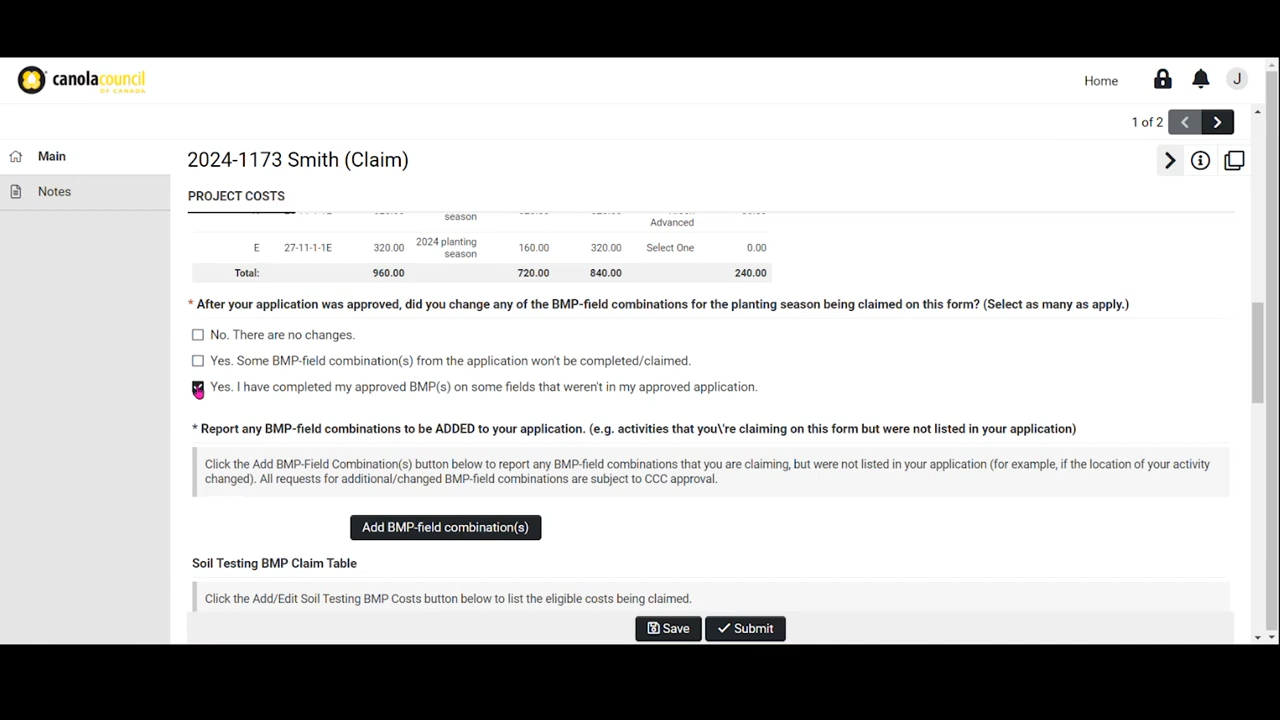 canolacouncil
OF CANADA
Home
J
1 of 2
Main
Notes
2024-1173 Smith (Claim)
PROJECT COSTS
season
Advanced
E 27-11-1-1E 320.00 2024 planting season 160.00 320.00 Select One 0.00
Total: 960.00 720.00 840.00 240.00
* After your application was approved, did you change any of the BMP-field combinations for the planting season being claimed on this form? (Select as many as apply.)
No. There are no changes.
Yes. Some BMP-field combination(s) from the application won't be completed/claimed.
Yes. I have completed my approved BMP(s) on some fields that weren't in my approved application.
* Report any BMP-field combinations to be ADDED to your application. (e.g. activities that you\'re claiming on this form but were not listed in your application)
Click the Add BMP-Field Combination(s) button below to report any BMP-field combinations that you are claiming, but were not listed in your application (for example, if the location of your activity
changed). All requests for additional/changed BMP-field combinations are subject to CCC approval.
Add BMP-field combination(s)
Soil Testing BMP Claim Table
Click the Add/Edit Soil Testing BMP Costs button below to list the eligible costs being claimed.
Save Submit